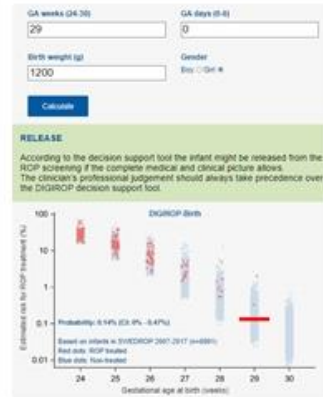 GA weeks (24-30) GA days (0-6)
29 0
Birth weight (g) Gender
1200 Boy Girl
Calculate
RELEASE
According to the decision support tool the infant might be released from the
ROP screening if the complete medical and clinical picture allows.
The clinician's professional judgement should always take precedence over
the DIGIROP decision support tool.
DIGIROP-Birth
Estimated risk for ROP treatment (%)
100
10
1
0.1
0.01
Probability: 0.14% (CI: 0% - 0.47%)
Based on infants in SWEDROP 2007-2017
Red dots: ROP treated
Blue dots: Non-treated
24 25 26 27 28 29 30
Gestational age at birth (weeks)